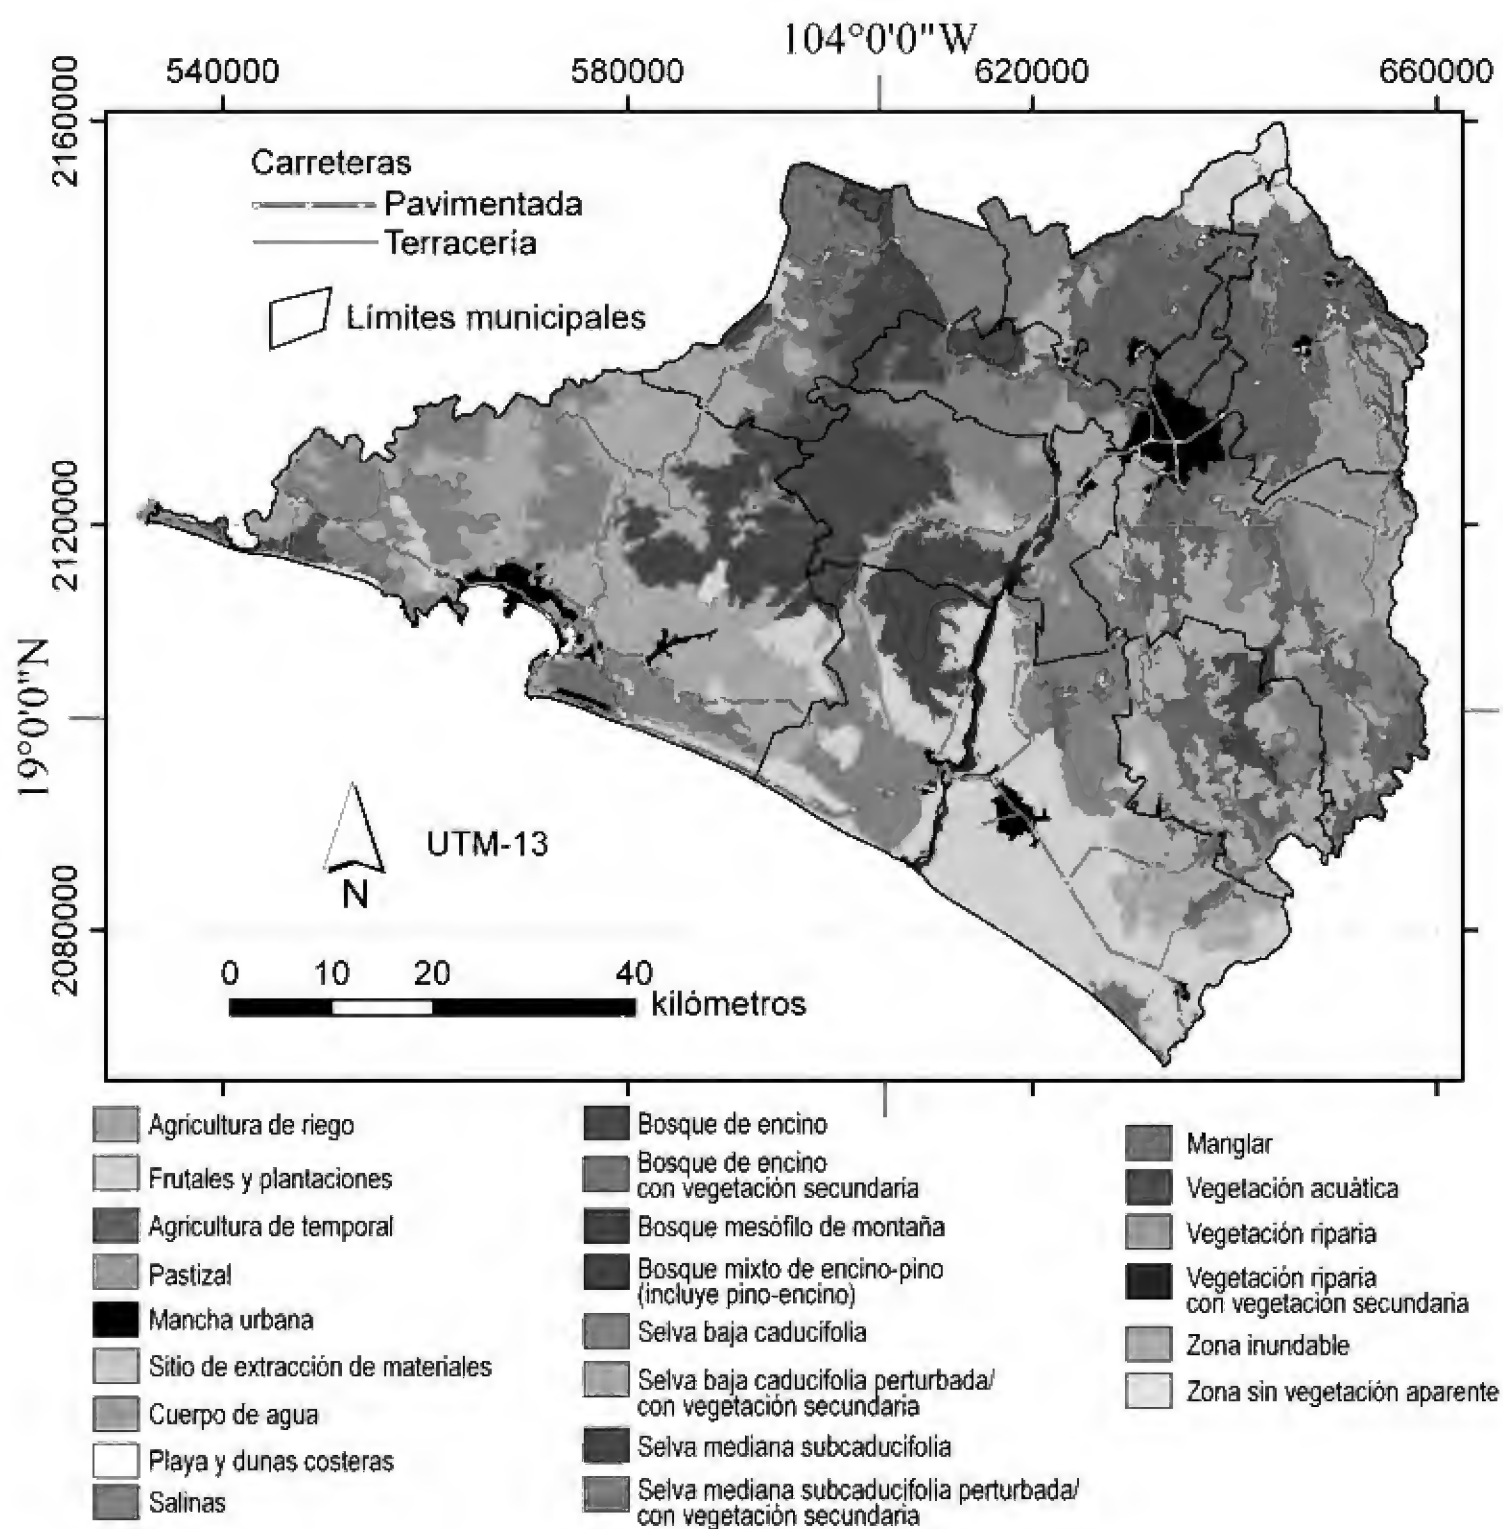 104°0'0"W
540000
580000
620000
660000
2160000
2120000
2080000
19°0'0"N
Carreteras
Pavimentada
Terracería
Límites municipales
UTM-13
N
0 10 20 40
kilómetros
Agricultura de riego
Frutales y plantaciones
Agricultura de temporal
Pastizal
Mancha urbana
Sitio de extracción de materiales
Cuerpo de agua
Playa y dunas costeras
Salinas
Bosque de encino
Bosque de encino
con vegetación secundaria
Bosque mesófilo de montaña
Bosque mixto de encino-pino
(incluye pino-encino)
Selva baja caducifolia
Selva baja caducifolia perturbada/
con vegetación secundaria
Selva mediana subcaducifolia
Selva mediana subcaducifolia perturbada/
con vegetación secundaria
Manglar
Vegetación acuática
Vegetación riparia
Vegetación riparia
con vegetación secundaria
Zona inundable
Zona sin vegetación aparente